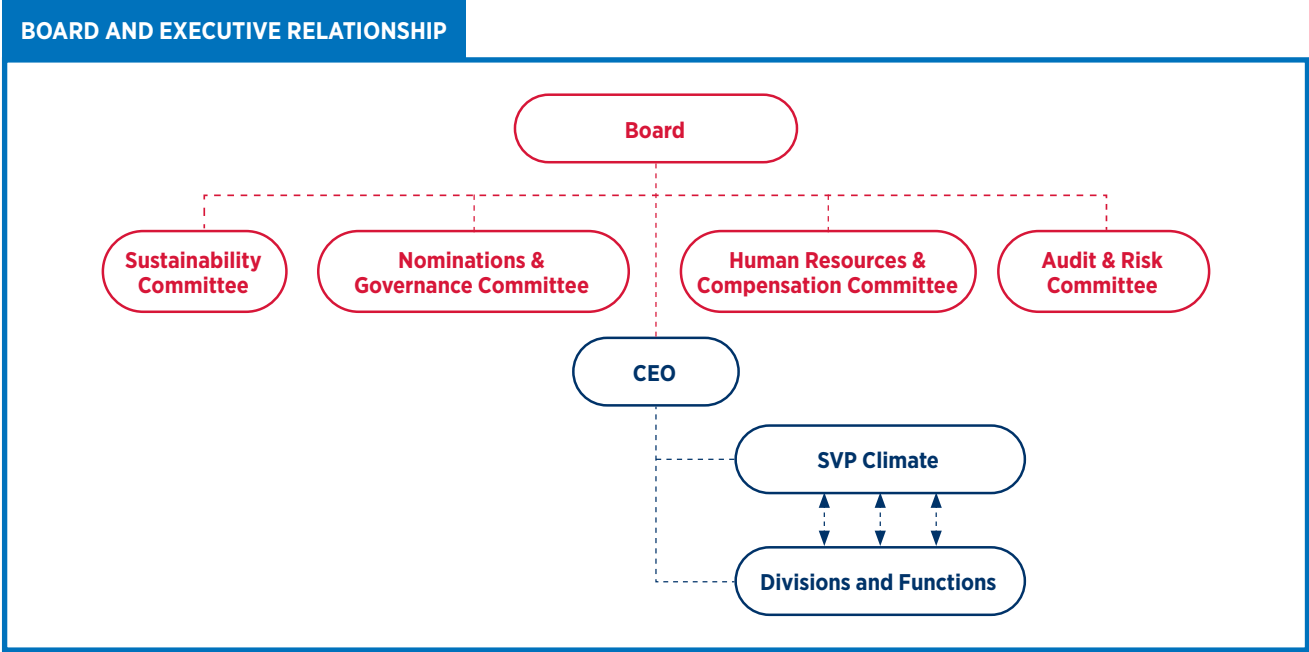 BOARD AND EXECUTIVE RELATIONSHIP
Board
Sustainability
Committee
Nominations &
Governance Committee
Human Resources &
Compensation Committee
Audit & Risk
Committee
CEO
SVP Climate
Divisions and Functions